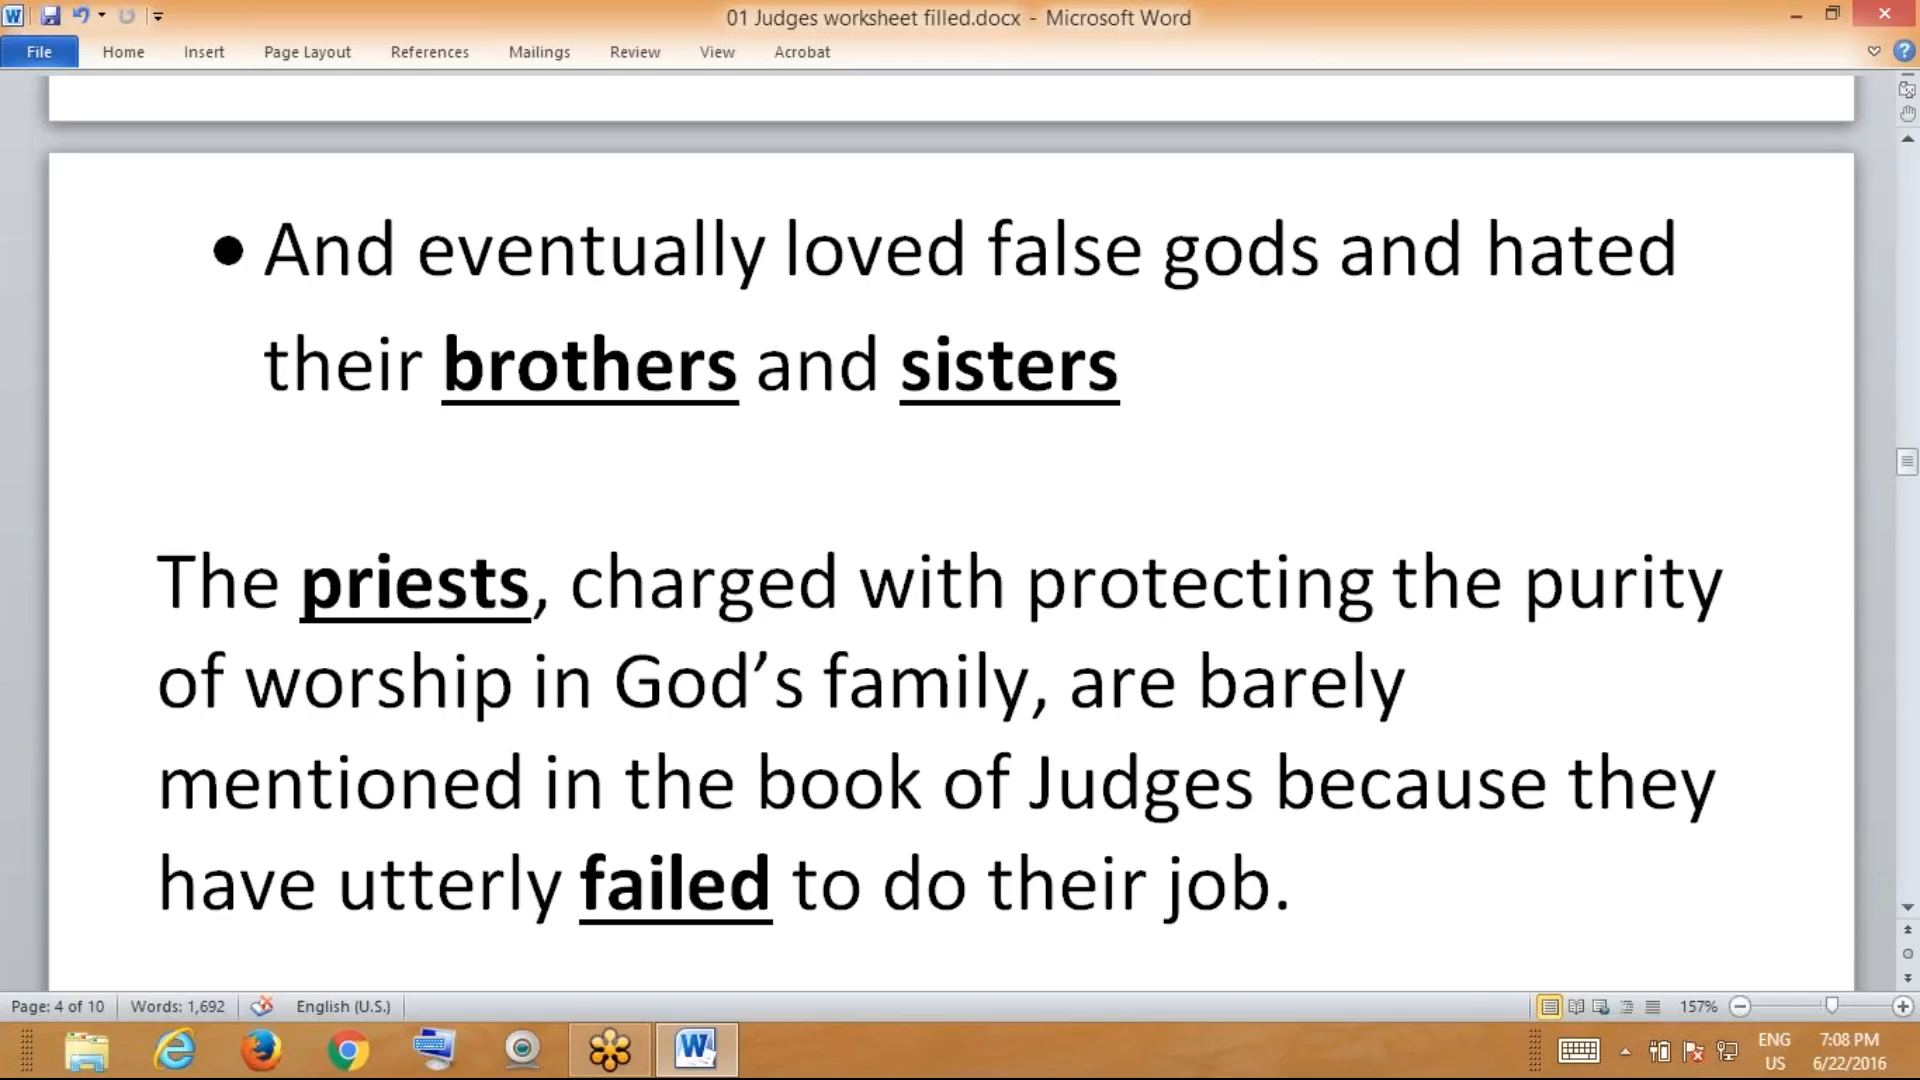 01 Judges worksheet filled.docx - Microsoft Word
File Home Insert Page Layout References Mailings Review View Acrobat
• And eventually loved false gods and hated
their brothers and sisters
The priests, charged with protecting the purity
of worship in God’s family, are barely
mentioned in the book of Judges because they
have utterly failed to do their job.
Page: 4 of 10 Words: 1,692 English (U.S.) 157%
ENG 7:08 PM
US 6/22/2016